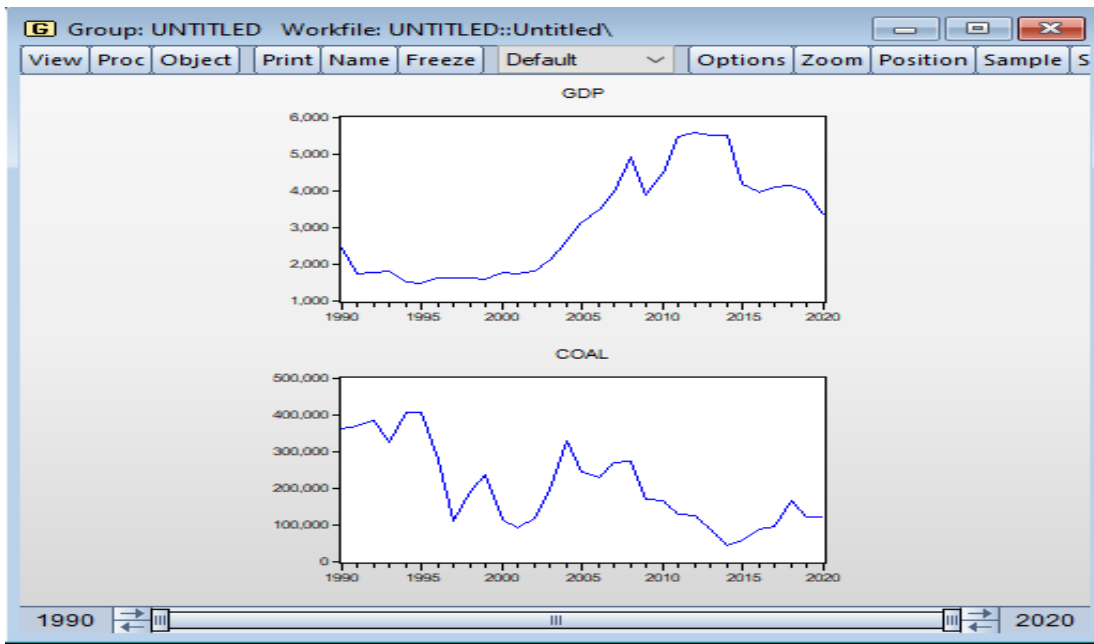 G Group: UNTITLED Workfile: UNTITLED::Untitled\
View Proc Object Print Name Freeze Default Options Zoom Position Sample S
GDP
6,000
5,000
4,000
3,000
2,000
1,000
1990 1995 2000 2005 2010 2015 2020
COAL
500,000
400,000
300,000
200,000
100,000
0
1990 1995 2000 2005 2010 2015 2020
1990 2020